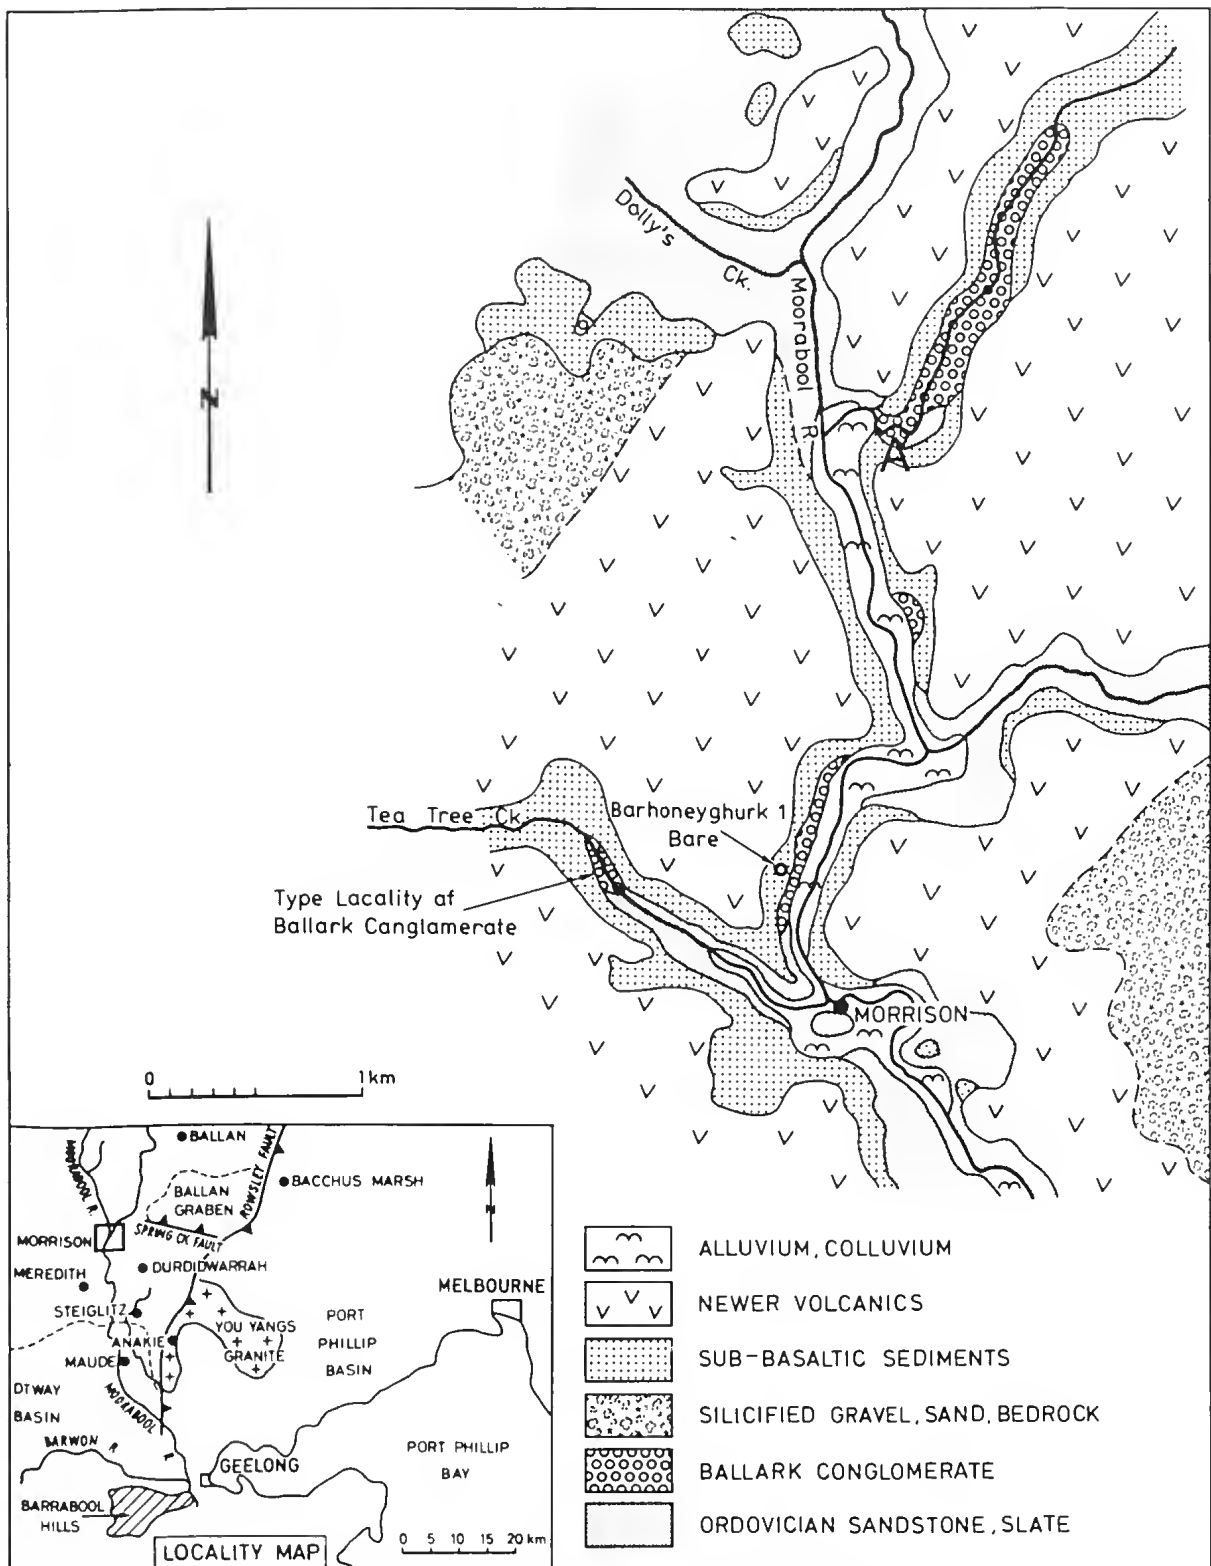 Dolly's
Ck.
Moorabool
R
A
Tea Tree Ck
Barhoneyghurk 1
Bare
Type Lacality af
Ballark Canglamerate
MORRISON
N
0 1 km
BALLAN
ROWSLEY FAULT
BACCHUS MARSH
BALLAN
GRABEN
N
MORRISON
SPRING CK FAULT
MEREDITH
DURDIDWARRAH
MELBOURNE
STEIGLITZ
YOU YANGS
GRANITE
PORT
PHILLIP
BASIN
ANAKIE
MAUDE
DTWAY
BASIN
MOORABOOL
R.
BARWON R
GEELONG
PORT PHILLIP
BAY
BARRABOOL
HILLS
LOCALITY MAP
0 5 10 15 20 km
ALLUVIUM, COLLUVIUM
NEWER VOLCANICS
SUB-BASALTIC SEDIMENTS
SILICIFIED GRAVEL, SAND, BEDROCK
BALLARK CONGLOMERATE
ORDOVICIAN SANDSTONE, SLATE